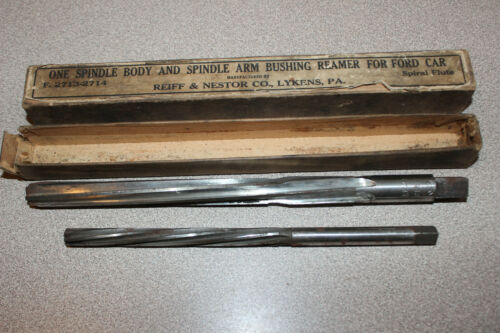 ONE SPINDLE BODY AND SPINDLE ARM BUSHING REAMER FOR FORD CAR
MANUFACTURED BY
F. 2713-2714
REIFF & NESTOR CO., LYKENS, PA.
Spiral Flute